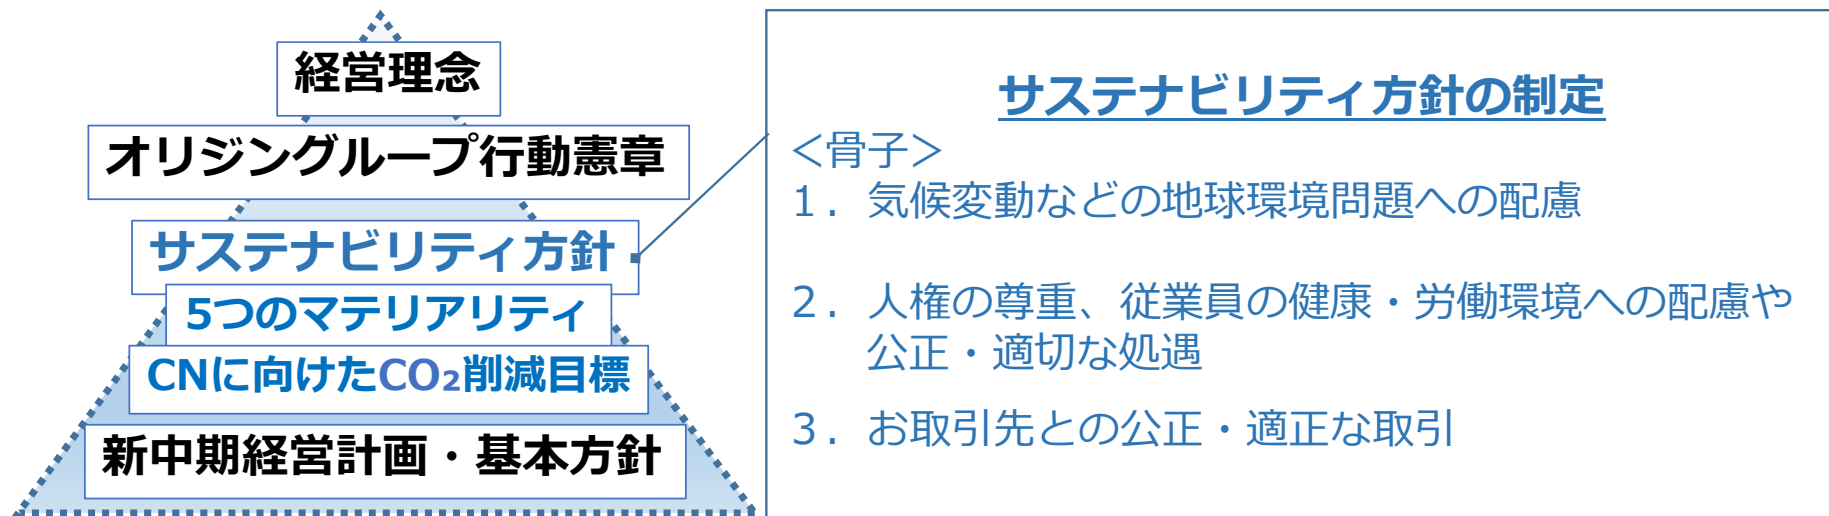 経営理念
オリジングループ行動憲章
サステナビリティ方針
5つのマテリアリティ
CNに向けたCO₂削減目標
新中期経営計画・基本方針
サステナビリティ方針の制定
＜骨子＞
１．気候変動などの地球環境問題への配慮
２．人権の尊重、従業員の健康・労働環境への配慮や
公正・適切な処遇
３．お取引先との公正・適正な取引